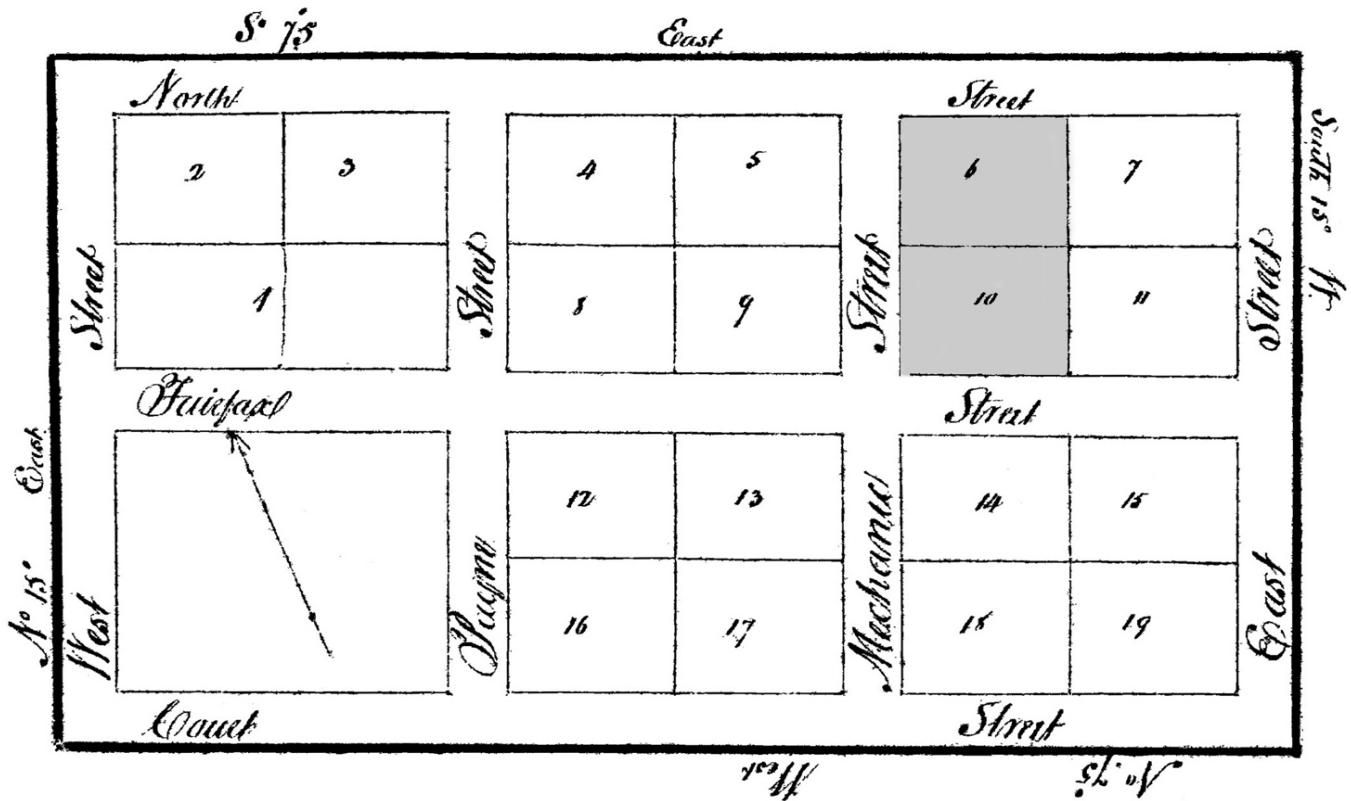 S° 75 East
North Street
2 3 4 5 6 7
Street Street Street Street
South 15° W.
1 8 9 10 11
Fairfax Street
N° 15° East
12 13 14 15
West Payne Mechanic East
16 17 18 19
Court Street
N° 75° West